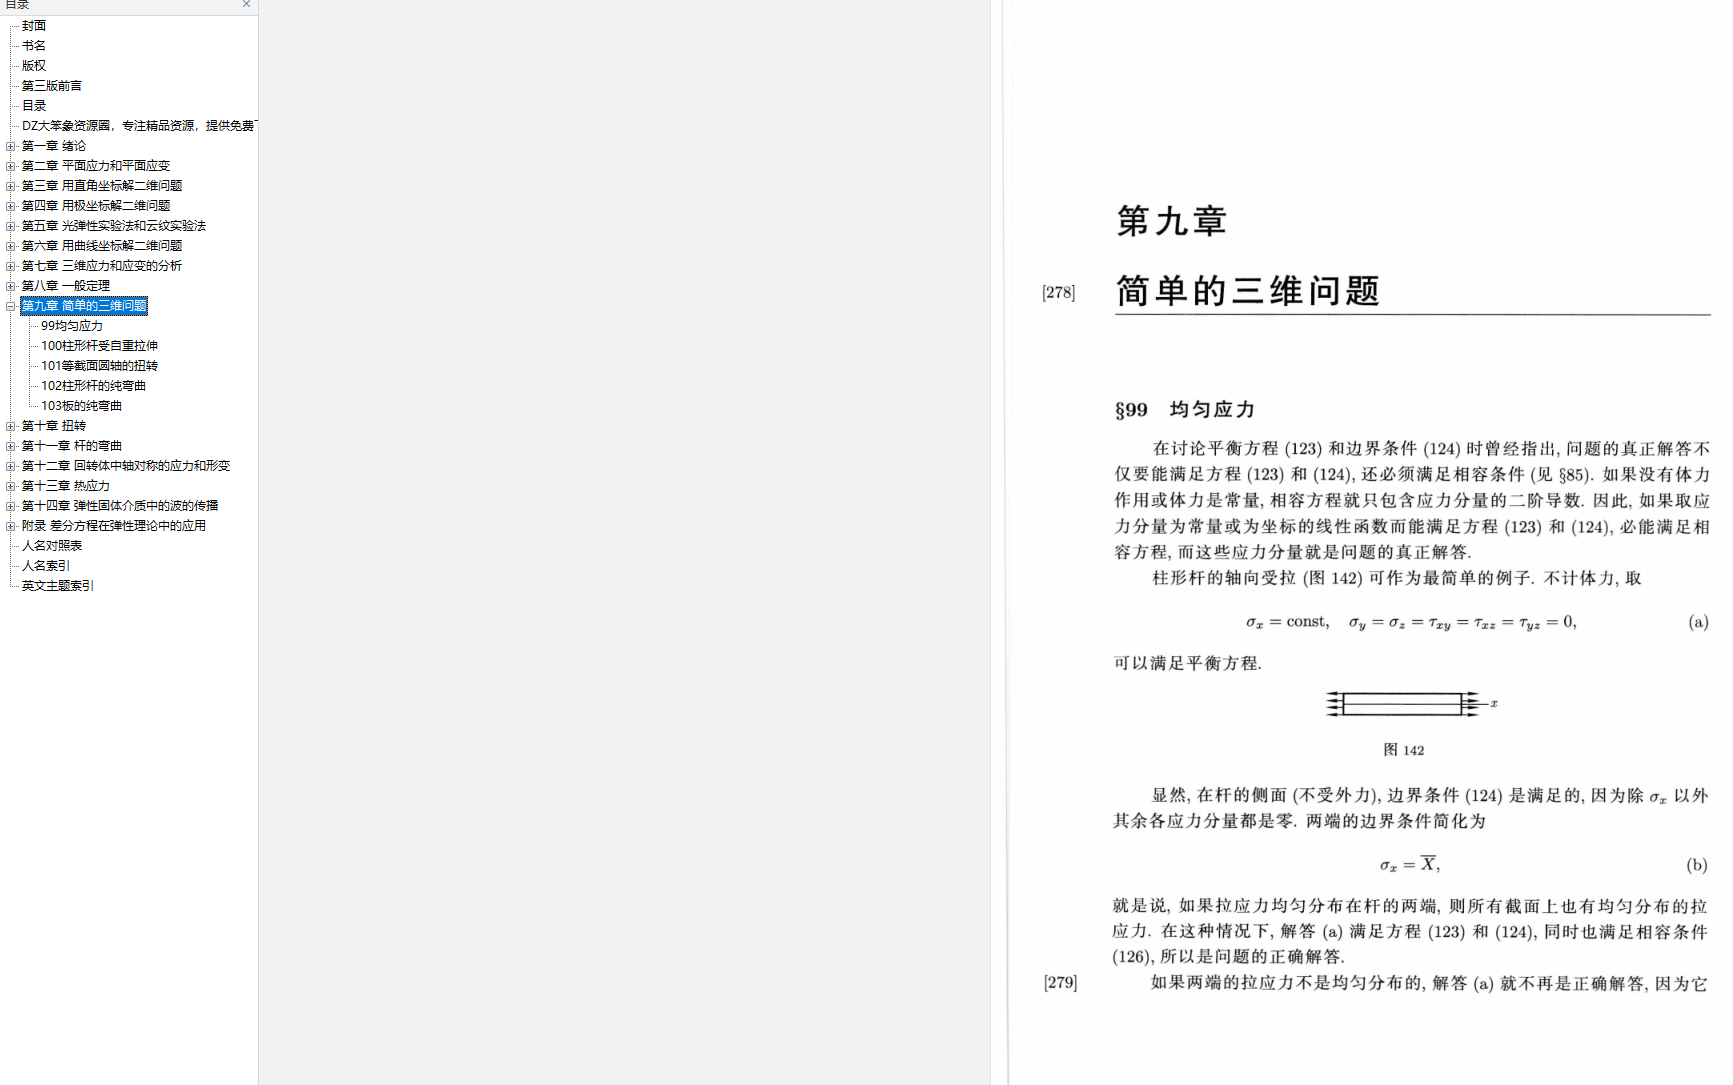 目录
封面
书名
版权
第三版前言
目录
DZ大笨象资源圈，专注精品资源，提供免费
第一章 绪论
第二章 平面应力和平面应变
第三章 用直角坐标解二维问题
第四章 用极坐标解二维问题
第五章 光弹性实验法和云纹实验法
第六章 用曲线坐标解二维问题
第七章 三维应力和应变的分析
第八章 一般定理
第九章 简单的三维问题
99均匀应力
100柱形杆受自重拉伸
101等截面圆轴的扭转
102柱形杆的纯弯曲
103板的纯弯曲
第十章 扭转
第十一章 杆的弯曲
第十二章 回转体中轴对称的应力和形变
第十三章 热应力
第十四章 弹性固体介质中的波的传播
附录 差分方程在弹性理论中的应用
人名对照表
人名索引
英文主题索引
第九章
[278] 简单的三维问题
§99 均匀应力
在讨论平衡方程 (123) 和边界条件 (124) 时曾经指出, 问题的真正解答不
仅要能满足方程 (123) 和 (124), 还必须满足相容条件 (见 §85). 如果没有体力
作用或体力是常量, 相容方程就只包含应力分量的二阶导数. 因此, 如果取应
力分量为常量或为坐标的线性函数而能满足方程 (123) 和 (124), 必能满足相
容方程, 而这些应力分量就是问题的真正解答.
柱形杆的轴向受拉 (图 142) 可作为最简单的例子. 不计体力, 取
σx = const, σy = σz = τxy = τxz = τyz = 0, (a)
可以满足平衡方程.
x
图 142
显然, 在杆的侧面 (不受外力), 边界条件 (124) 是满足的, 因为除 σx 以外
其余各应力分量都是零. 两端的边界条件简化为
σx = X̅, (b)
就是说, 如果拉应力均匀分布在杆的两端, 则所有截面上也有均匀分布的拉
应力. 在这种情况下, 解答 (a) 满足方程 (123) 和 (124), 同时也满足相容条件
(126), 所以是问题的正确解答.
[279] 如果两端的拉应力不是均匀分布的, 解答 (a) 就不再是正确解答, 因为它